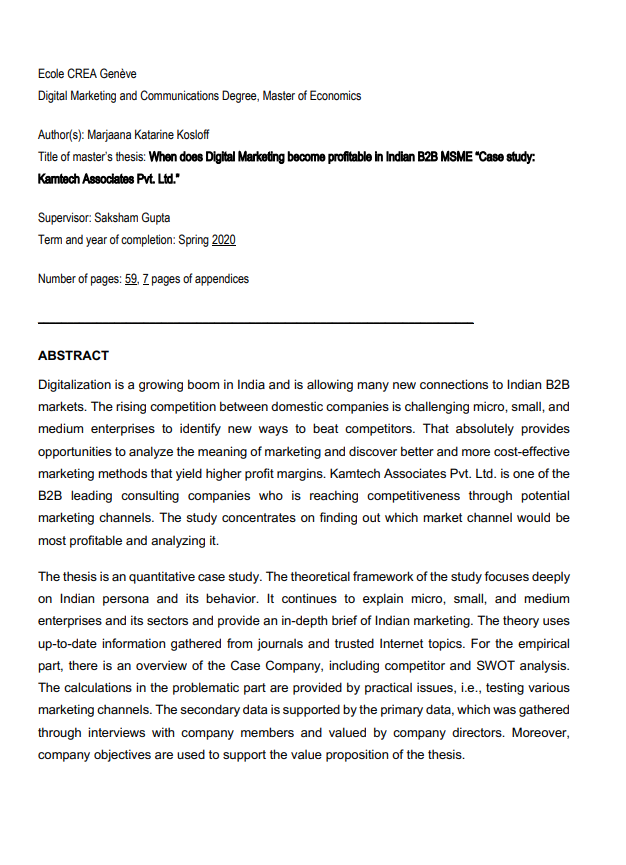 Ecole CREA Genève
Digital Marketing and Communications Degree, Master of Economics
Author(s): Marjaana Katarine Kosloff
Title of master's thesis: When does Digital Marketing become profitable in Indian B2B MSME "Case study:
Kamtech Associates Pvt. Ltd."
Supervisor: Saksham Gupta
Term and year of completion: Spring 2020
Number of pages: 59, 7 pages of appendices
ABSTRACT
Digitalization is a growing boom in India and is allowing many new connections to Indian B2B
markets. The rising competition between domestic companies is challenging micro, small, and
medium enterprises to identify new ways to beat competitors. That absolutely provides
opportunities to analyze the meaning of marketing and discover better and more cost-effective
marketing methods that yield higher profit margins. Kamtech Associates Pvt. Ltd. is one of the
B2B leading consulting companies who is reaching competitiveness through potential
marketing channels. The study concentrates on finding out which market channel would be
most profitable and analyzing it.
The thesis is an quantitative case study. The theoretical framework of the study focuses deeply
on Indian persona and its behavior. It continues to explain micro, small, and medium
enterprises and its sectors and provide an in-depth brief of Indian marketing. The theory uses
up-to-date information gathered from journals and trusted Internet topics. For the empirical
part, there is an overview of the Case Company, including competitor and SWOT analysis.
The calculations in the problematic part are provided by practical issues, i.e., testing various
marketing channels. The secondary data is supported by the primary data, which was gathered
through interviews with company members and valued by company directors. Moreover,
company objectives are used to support the value proposition of the thesis.